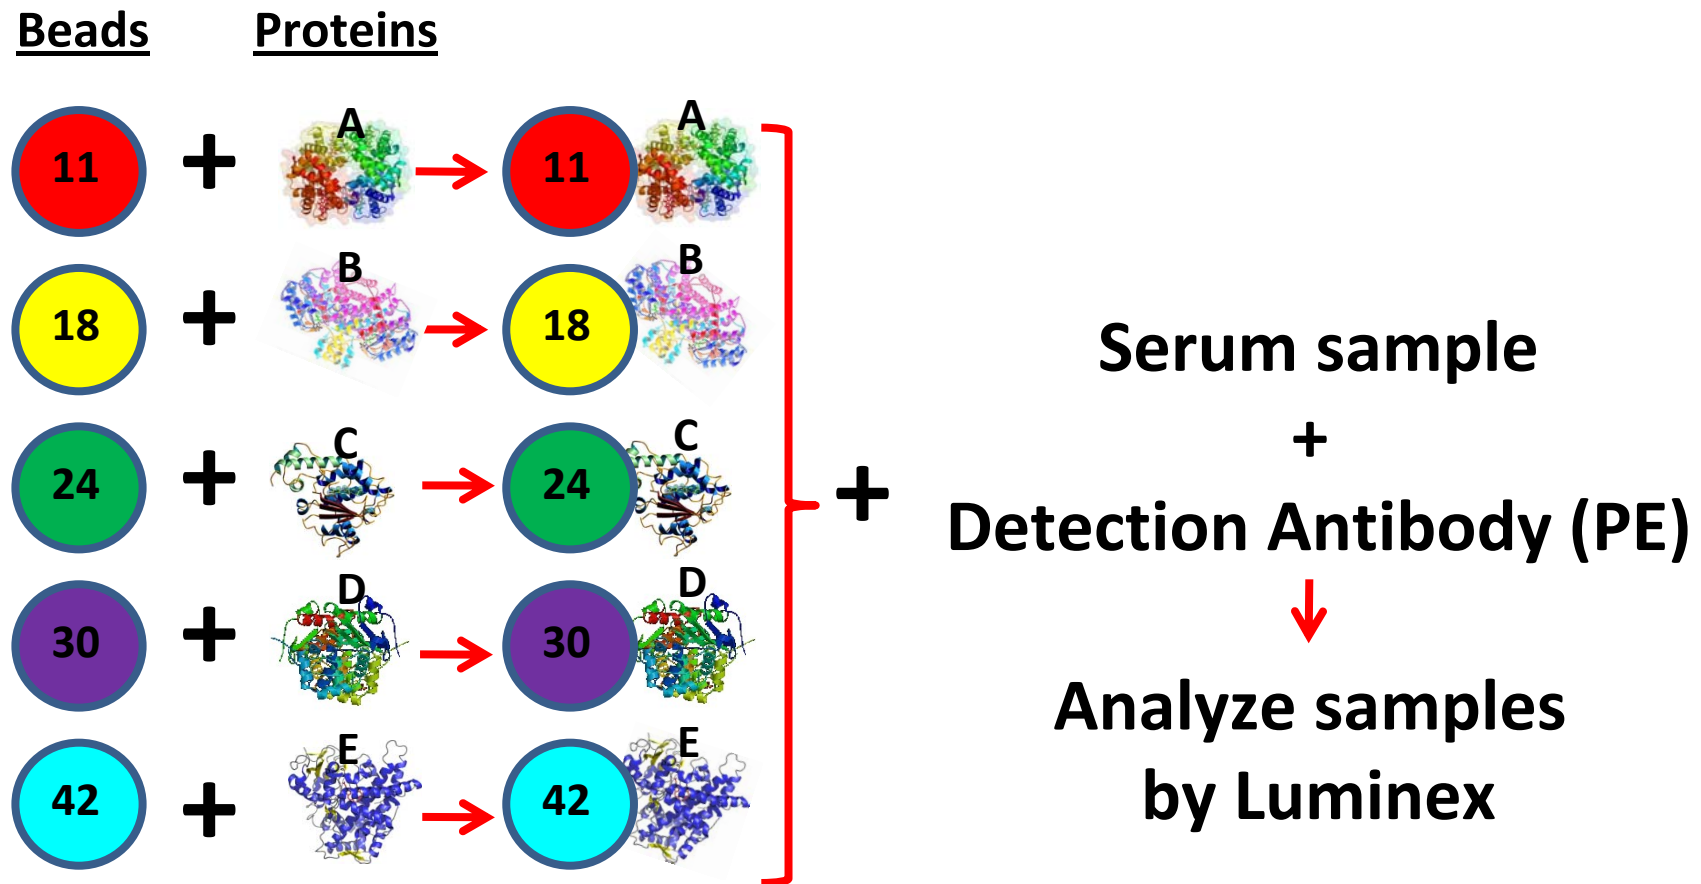 Beads Proteins
11 + A 11 A
18 + B 18 B
24 + C 24 C
30 + D 30 D
42 + E 42 E
+
Serum sample
+
Detection Antibody (PE)
Analyze samples
by Luminex